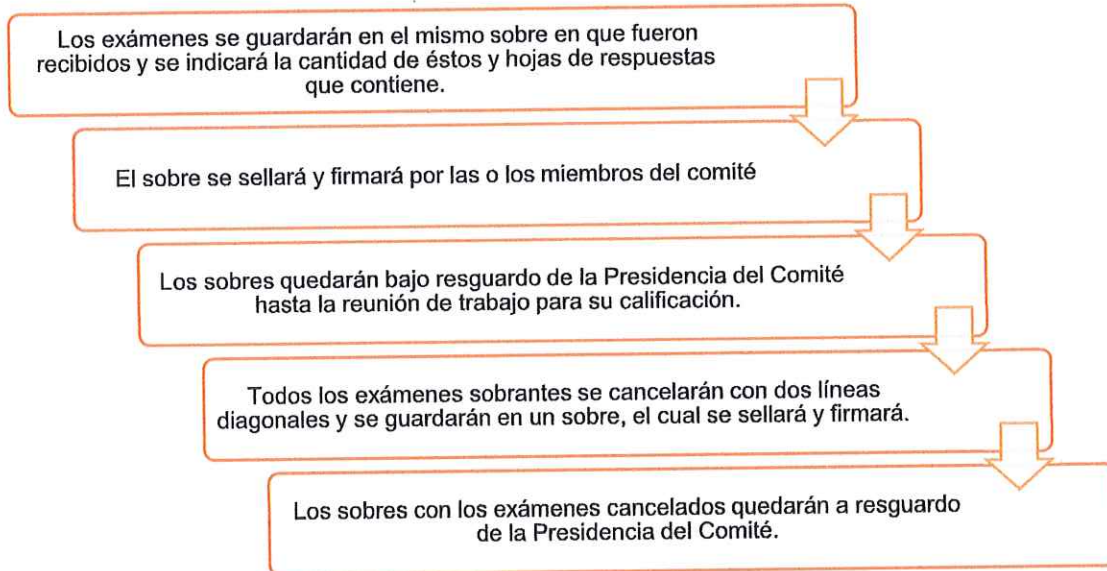 Los exámenes se guardarán en el mismo sobre en que fueron
recibidos y se indicará la cantidad de éstos y hojas de respuestas
que contiene.
El sobre se sellará y firmará por las o los miembros del comité
Los sobres quedarán bajo resguardo de la Presidencia del Comité
hasta la reunión de trabajo para su calificación.
Todos los exámenes sobrantes se cancelarán con dos líneas
diagonales y se guardarán en un sobre, el cual se sellará y firmará.
Los sobres con los exámenes cancelados quedarán a resguardo
de la Presidencia del Comité.